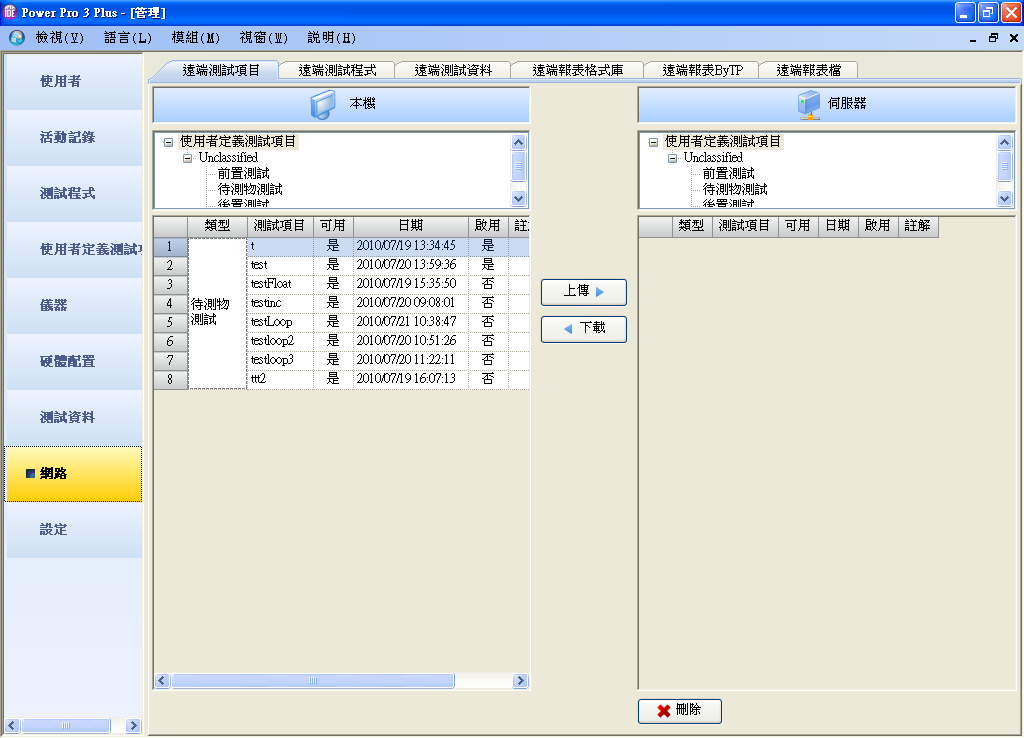 Power Pro 3 Plus - [管理]
檢視(V) 語言(L) 模組(M) 視窗(W) 說明(H)
使用者
活動記錄
測試程式
使用者定義測試
儀器
硬體配置
測試資料
網路
設定
遠端測試項目 遠端測試程式 遠端測試資料 遠端報表格式庫 遠端報表ByTP 遠端報表檔
本機
使用者定義測試項目
Unclassified
前置測試
待測物測試
後置測試
類型 測試項目 可用 日期 啟用 註
1 t 是 2010/07/19 13:34:45 是
2 test 是 2010/07/20 13:59:36 是
3 testFloat 是 2010/07/19 15:35:50 否
4 testinc 是 2010/07/20 09:08:01 否
5 testLoop 是 2010/07/21 10:38:47 否
6 testloop2 是 2010/07/20 10:51:26 否
7 testloop3 是 2010/07/20 11:22:11 否
8 ttt2 是 2010/07/19 16:07:13 否
待測物
測試
上傳
下載
伺服器
使用者定義測試項目
Unclassified
前置測試
待測物測試
後置測試
類型 測試項目 可用 日期 啟用 註解
刪除